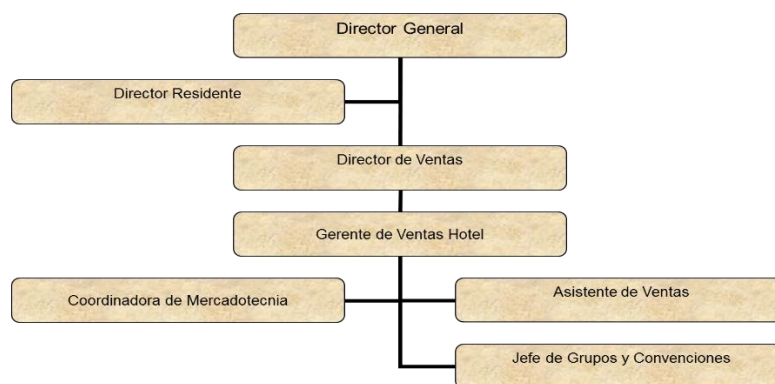 Director General
Director Residente
Director de Ventas
Gerente de Ventas Hotel
Coordinadora de Mercadotecnia
Asistente de Ventas
Jefe de Grupos y Convenciones